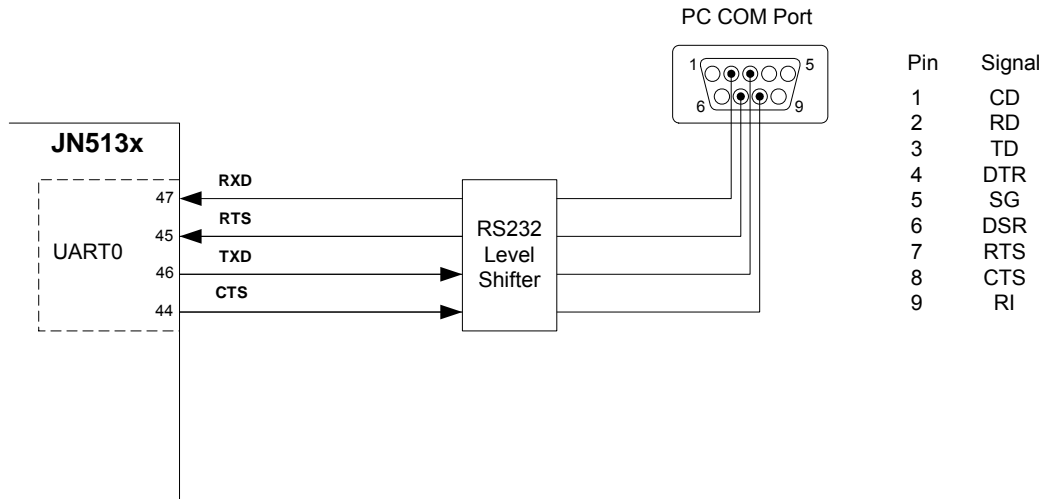 PC COM Port
1
5
6
9
Pin Signal
1 CD
2 RD
3 TD
4 DTR
5 SG
6 DSR
7 RTS
8 CTS
9 RI
JN513x
UART0
47 RXD
45 RTS
46 TXD
44 CTS
RS232
Level
Shifter